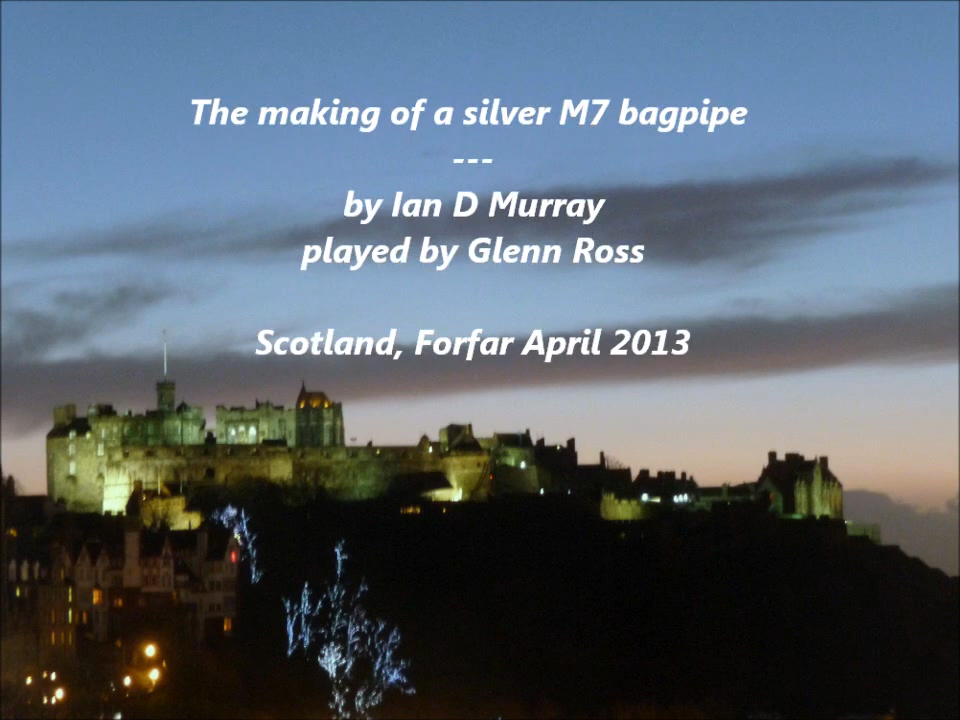 The making of a silver M7 bagpipe
---
by Ian D Murray
played by Glenn Ross
Scotland, Forfar April 2013